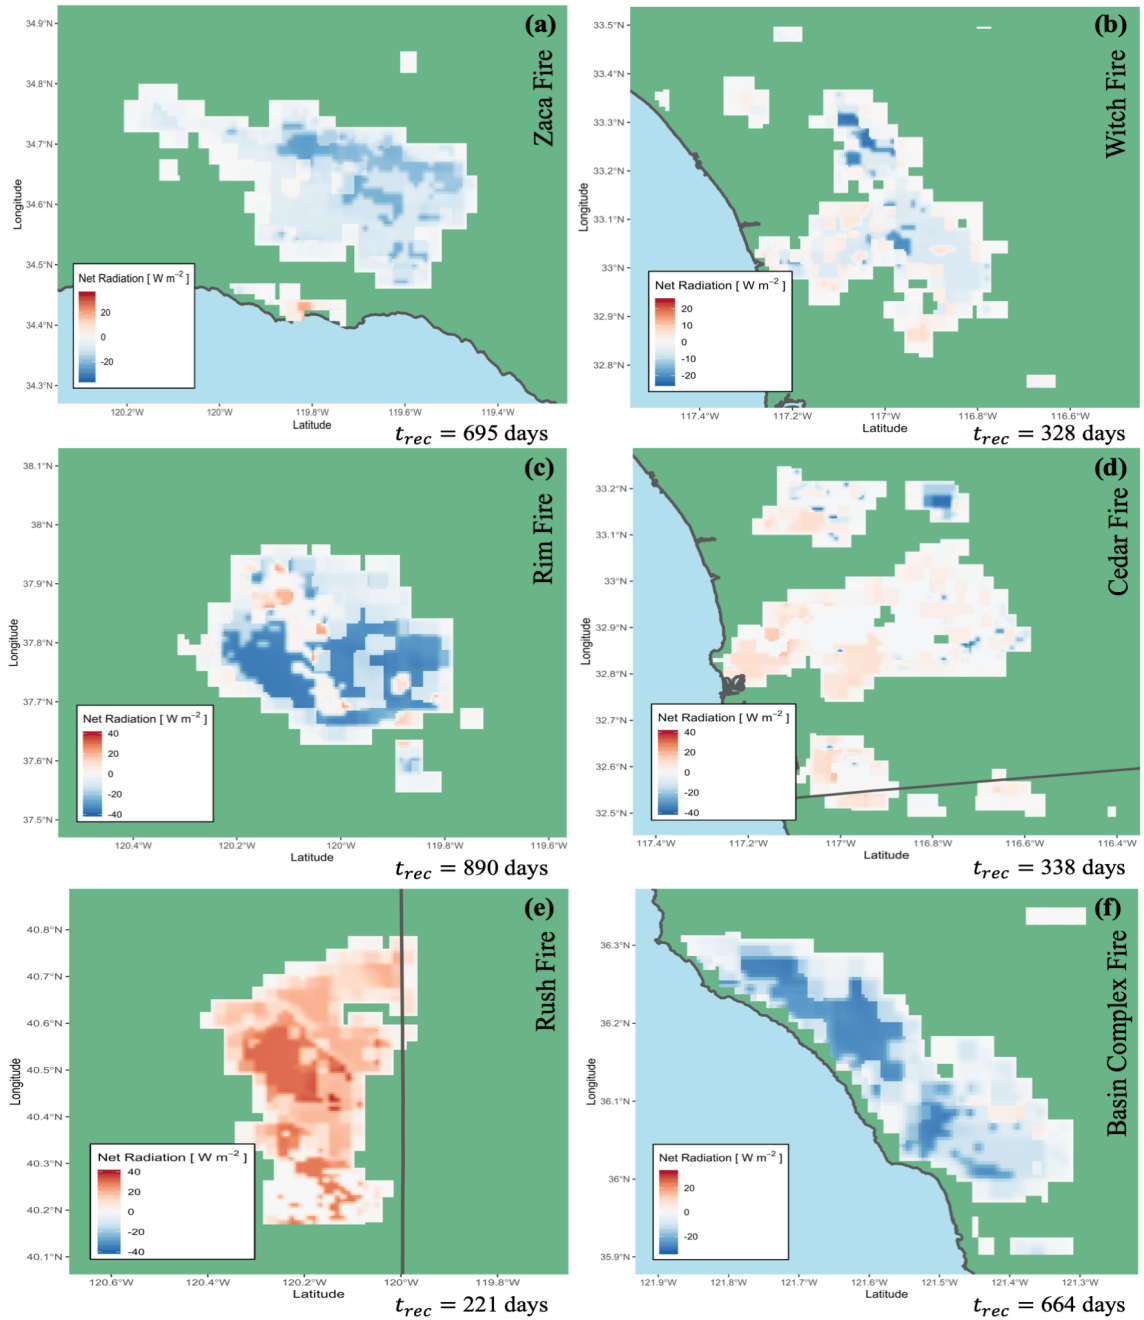 (a)
Zaca Fire
34.9°N
34.8°N
34.7°N
34.6°N
34.5°N
34.4°N
34.3°N
Longitude
Net Radiation [ W m⁻² ]
20
0
-20
120.2°W 120°W 119.8°W 119.6°W 119.4°W
Latitude
t_rec = 695 days
(b)
Witch Fire
33.5°N
33.4°N
33.3°N
33.2°N
33.1°N
33°N
32.9°N
32.8°N
Longitude
Net Radiation [ W m⁻² ]
20
10
0
-10
-20
117.4°W 117.2°W 117°W 116.8°W 116.6°W
Latitude
t_rec = 328 days
(c)
Rim Fire
38.1°N
38°N
37.9°N
37.8°N
37.7°N
37.6°N
37.5°N
Longitude
Net Radiation [ W m⁻² ]
40
20
0
-20
-40
120.4°W 120.2°W 120°W 119.8°W 119.6°W
Latitude
t_rec = 890 days
(d)
Cedar Fire
33.2°N
33.1°N
33°N
32.9°N
32.8°N
32.7°N
32.6°N
32.5°N
Longitude
Net Radiation [ W m⁻² ]
40
20
0
-20
-40
117.4°W 117.2°W 117°W 116.8°W 116.6°W 116.4°W
Latitude
t_rec = 338 days
(e)
Rush Fire
40.8°N
40.7°N
40.6°N
40.5°N
40.4°N
40.3°N
40.2°N
40.1°N
Longitude
Net Radiation [ W m⁻² ]
40
20
0
-20
-40
120.6°W 120.4°W 120.2°W 120°W 119.8°W
Latitude
t_rec = 221 days
(f)
Basin Complex Fire
36.3°N
36.2°N
36.1°N
36°N
35.9°N
Longitude
Net Radiation [ W m⁻² ]
20
0
-20
121.9°W 121.8°W 121.7°W 121.6°W 121.5°W 121.4°W 121.3°W
Latitude
t_rec = 664 days